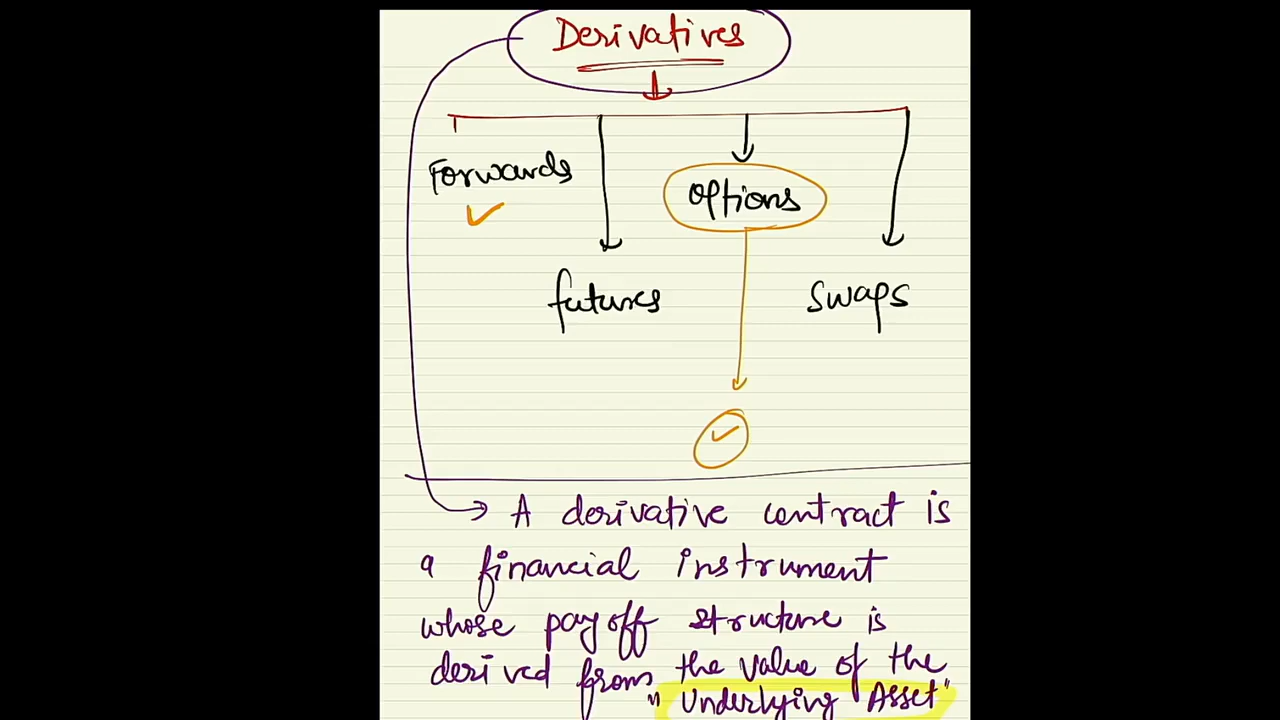 Derivatives
Forwards
options
futures
swaps
A derivative contract is
a financial instrument
whose payoff structure is
derived from the value of the
"Underlying Asset"